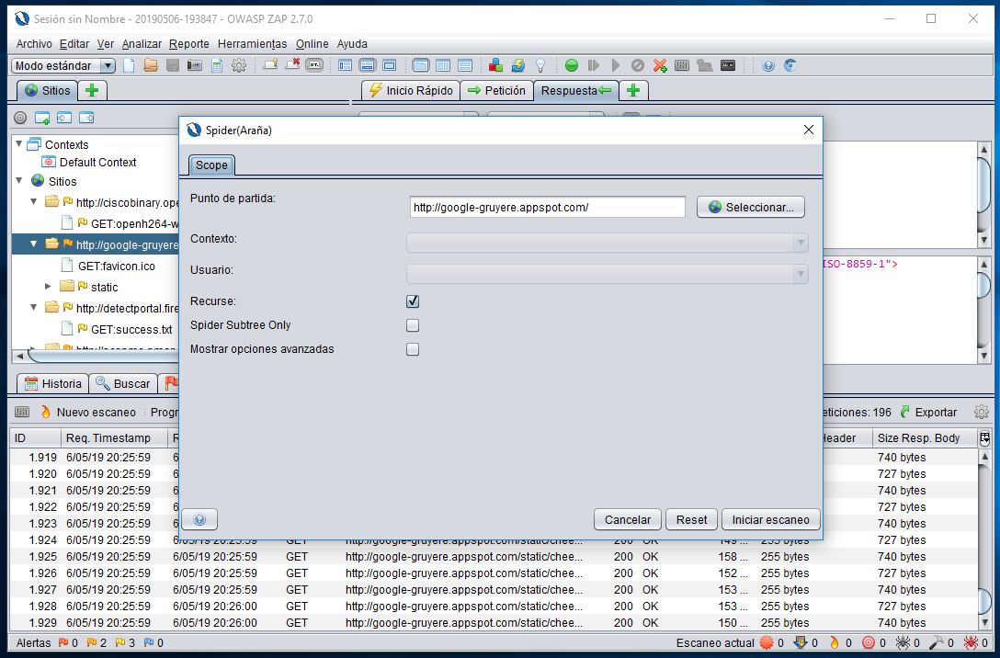 Sesión sin Nombre - 20190506-193847 - OWASP ZAP 2.7.0
Archivo Editar Ver Analizar Reporte Herramientas Online Ayuda
Modo estándar
Sitios
Inicio Rápido Petición Respuesta
Contexts
Default Context
Sitios
http://ciscobinary.ope
GET:openh264-w
http://google-gruyere
GET:favicon.ico
static
http://detectportal.fire
GET:success.txt
ISO-8859-1">
Spider(Araña)
Scope
Punto de partida:
http://google-gruyere.appspot.com/
Seleccionar...
Contexto:
Usuario:
Recurse:
Spider Subtree Only
Mostrar opciones avanzadas
Cancelar Reset Iniciar escaneo
Historia Buscar
Nuevo escaneo Progr
eticiones: 196 Exportar
ID Req. Timestamp R Header Size Resp. Body
1.919 6/05/19 20:25:59 6 740 bytes
1.920 6/05/19 20:25:59 6 727 bytes
1.921 6/05/19 20:25:59 6 740 bytes
1.922 6/05/19 20:25:59 6 727 bytes
1.923 6/05/19 20:25:59 6 740 bytes
1.924 6/05/19 20:25:59 6/05/19 20:25:59 GET http://google-gruyere.appspot.com/static/chee... 200 OK 149 ... 255 bytes 727 bytes
1.925 6/05/19 20:25:59 6/05/19 20:25:59 GET http://google-gruyere.appspot.com/static/chee... 200 OK 158 ... 255 bytes 740 bytes
1.926 6/05/19 20:25:59 6/05/19 20:25:59 GET http://google-gruyere.appspot.com/static/chee... 200 OK 152 ... 255 bytes 727 bytes
1.927 6/05/19 20:25:59 6/05/19 20:25:59 GET http://google-gruyere.appspot.com/static/chee... 200 OK 153 ... 255 bytes 740 bytes
1.928 6/05/19 20:25:59 6/05/19 20:26:00 GET http://google-gruyere.appspot.com/static/chee... 200 OK 153 ... 255 bytes 727 bytes
1.929 6/05/19 20:25:59 6/05/19 20:26:00 GET http://google-gruyere.appspot.com/static/chee... 200 OK 150 ... 255 bytes 727 bytes
Alertas 0 2 3 0 Escaneo actual 0 0 0 0 0 0 0